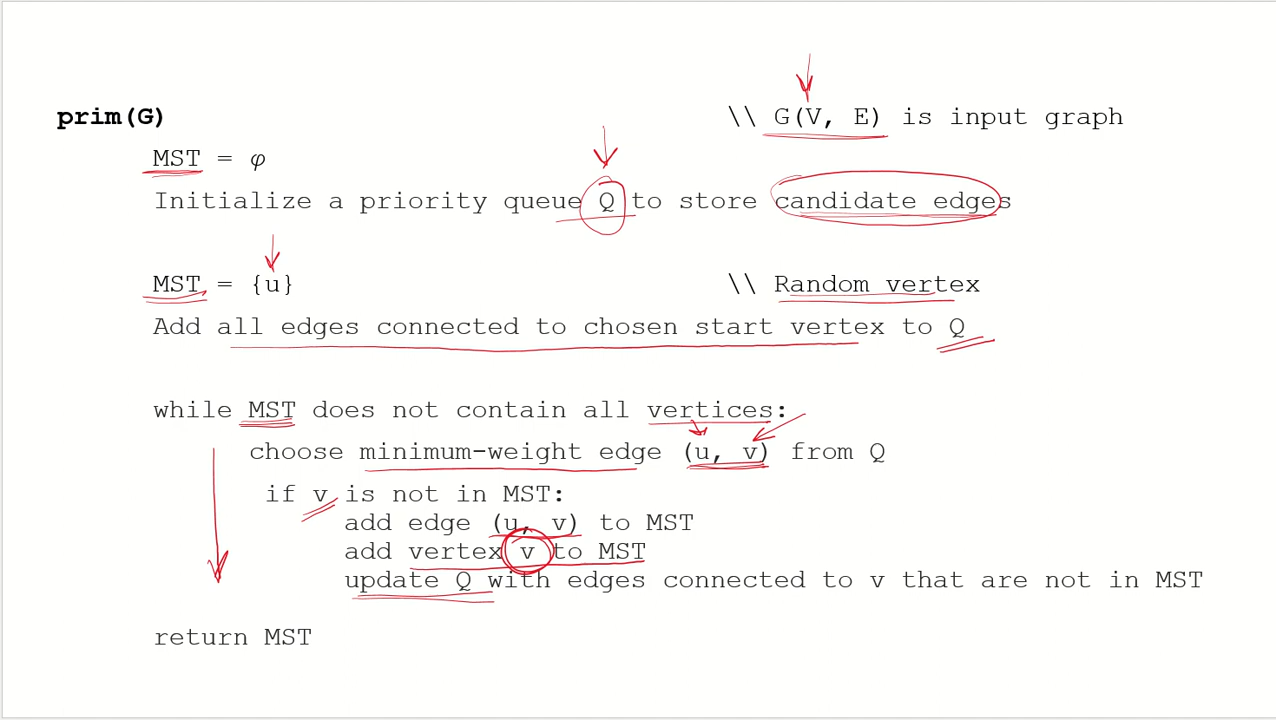 prim(G) \\ G(V, E) is input graph
MST = φ
Initialize a priority queue Q to store candidate edges
MST = {u} \\ Random vertex
Add all edges connected to chosen start vertex to Q
while MST does not contain all vertices:
choose minimum-weight edge (u, v) from Q
if v is not in MST:
add edge (u, v) to MST
add vertex v to MST
update Q with edges connected to v that are not in MST
return MST